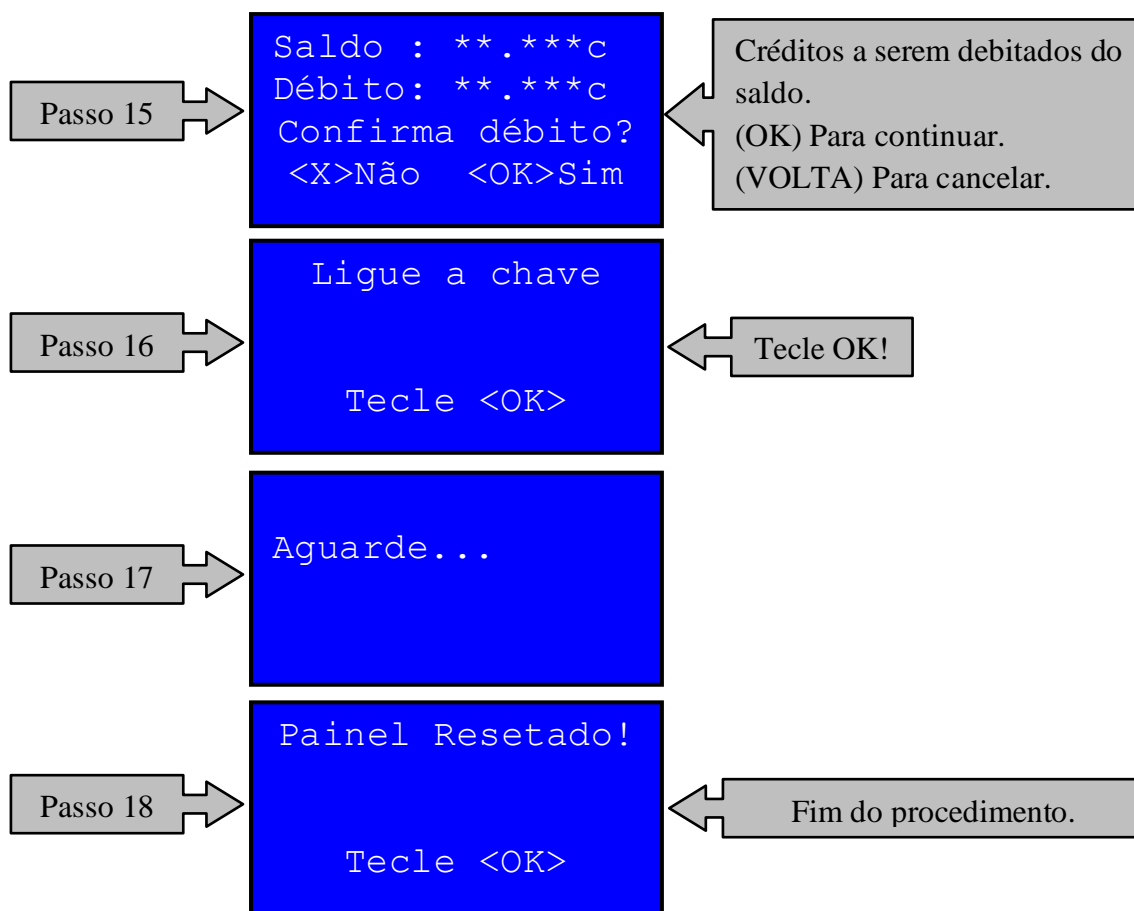 Passo 15
Saldo : **.***c
Débito: **.***c
Confirma débito?
<X>Não <OK>Sim
Créditos a serem debitados do
saldo.
(OK) Para continuar.
(VOLTA) Para cancelar.
Passo 16
Ligue a chave
Tecle <OK>
Tecle OK!
Passo 17
Aguarde...
Passo 18
Painel Resetado!
Tecle <OK>
Fim do procedimento.